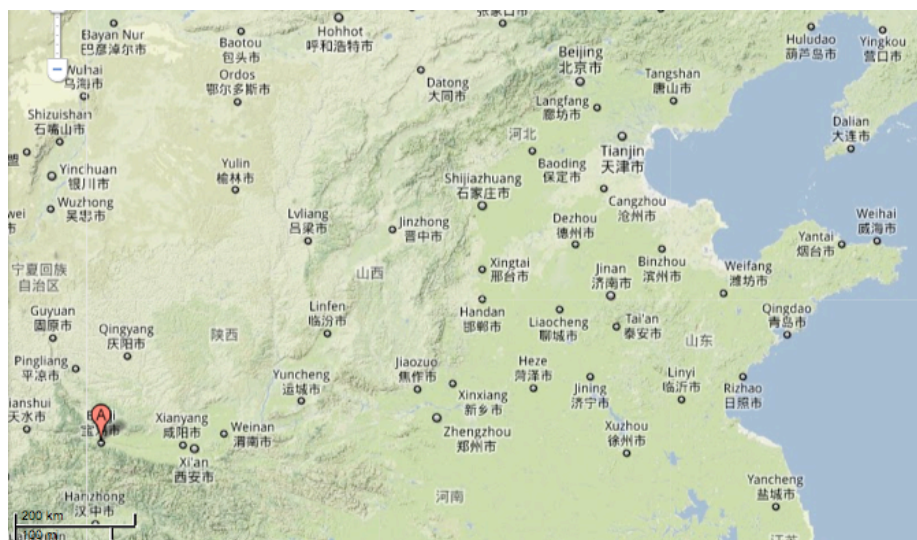 Bayan Nur
巴彦淖尔市
Baotou
包头市
Hohhot
呼和浩特市
Huludao
葫芦岛市
Yingkou
营口市
Wuhai
乌海市
Ordos
鄂尔多斯市
Datong
大同市
Beijing
北京市
Tangshan
唐山市
Langfang
廊坊市
Dalian
大连市
Shizuishan
石嘴山市
河北
Tianjin
天津市
Yinchuan
银川市
Yulin
榆林市
Baoding
保定市
Shijiazhuang
石家庄市
Cangzhou
沧州市
Wuzhong
吴忠市
Lvliang
吕梁市
Jinzhong
晋中市
Dezhou
德州市
Weihai
威海市
Yantai
烟台市
Binzhou
滨州市
宁夏回族
自治区
山西
Xingtai
邢台市
Jinan
济南市
Weifang
潍坊市
Guyuan
固原市
Linfen
临汾市
Handan
邯郸市
Liaocheng
聊城市
Tai'an
泰安市
Qingdao
青岛市
Qingyang
庆阳市
陕西
山东
Pingliang
平凉市
Jiaozuo
焦作市
Heze
菏泽市
Yuncheng
运城市
Xinxiang
新乡市
Jining
济宁市
Linyi
临沂市
Rizhao
日照市
天水市
A
Xianyang
咸阳市
Weinan
渭南市
Zhengzhou
郑州市
Xuzhou
徐州市
Xi'an
西安市
Hanzhong
汉中市
河南
Yancheng
盐城市
200 km